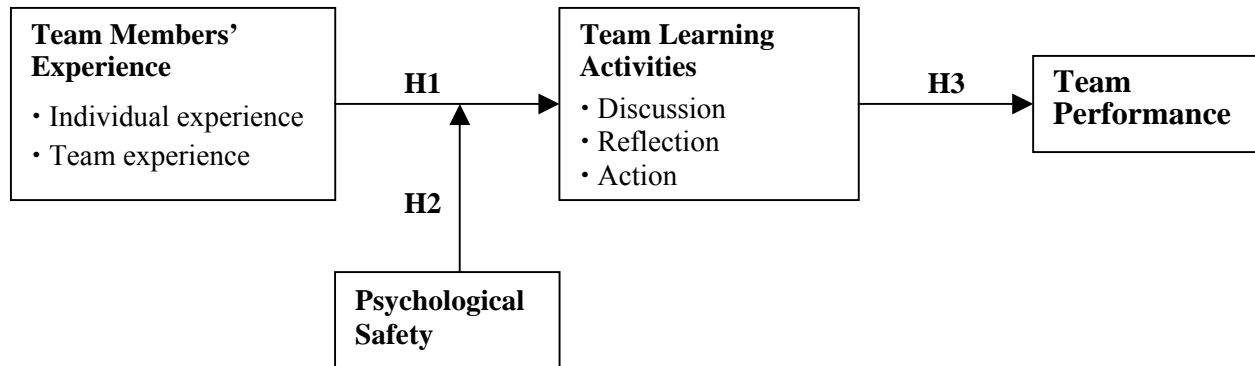 Team Members’
Experience
・Individual experience
・Team experience
H1
Team Learning
Activities
・Discussion
・Reflection
・Action
H3
Team
Performance
H2
Psychological
Safety